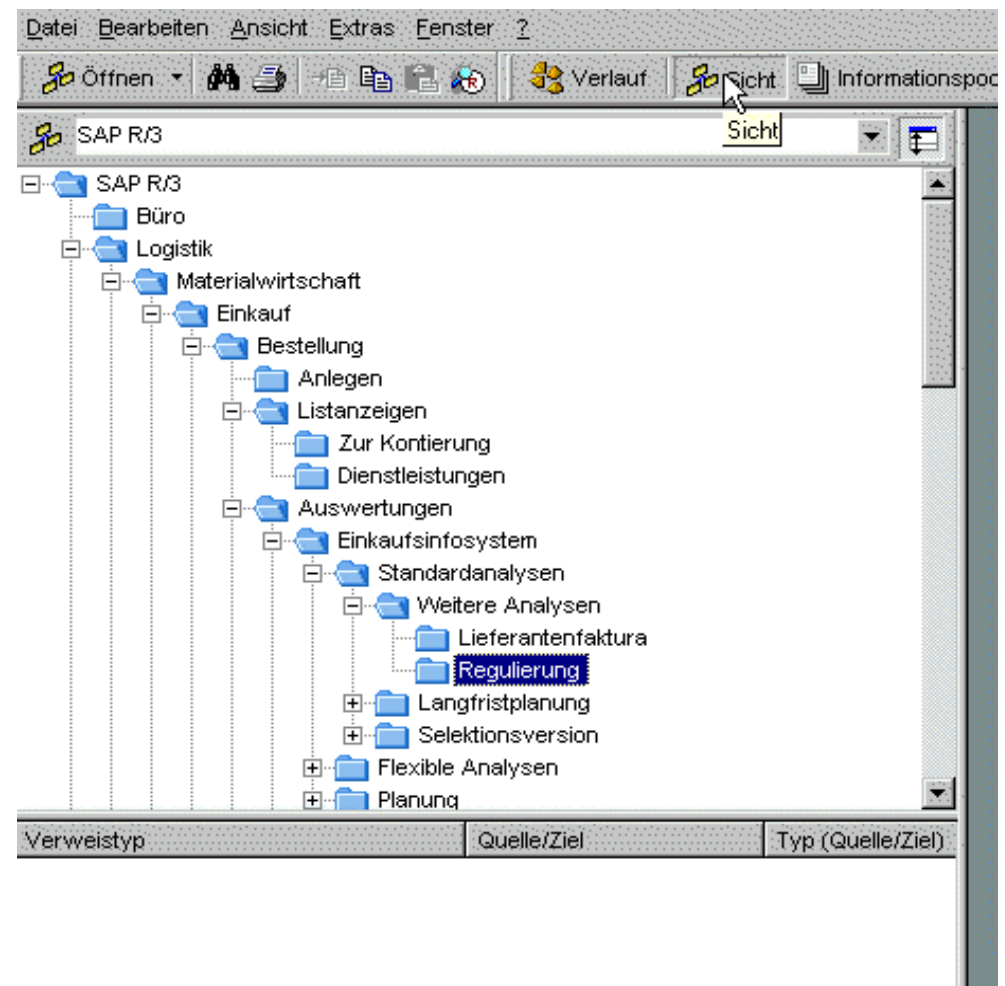 Datei Bearbeiten Ansicht Extras Fenster ?
Öffnen Verlauf Sicht Informationspoc
Sicht
SAP R/3
SAP R/3
Büro
Logistik
Materialwirtschaft
Einkauf
Bestellung
Anlegen
Listanzeigen
Zur Kontierung
Dienstleistungen
Auswertungen
Einkaufsinfosystem
Standardanalysen
Weitere Analysen
Lieferantenfaktura
Regulierung
Langfristplanung
Selektionsversion
Flexible Analysen
Planung
Verweistyp Quelle/Ziel Typ (Quelle/Ziel)